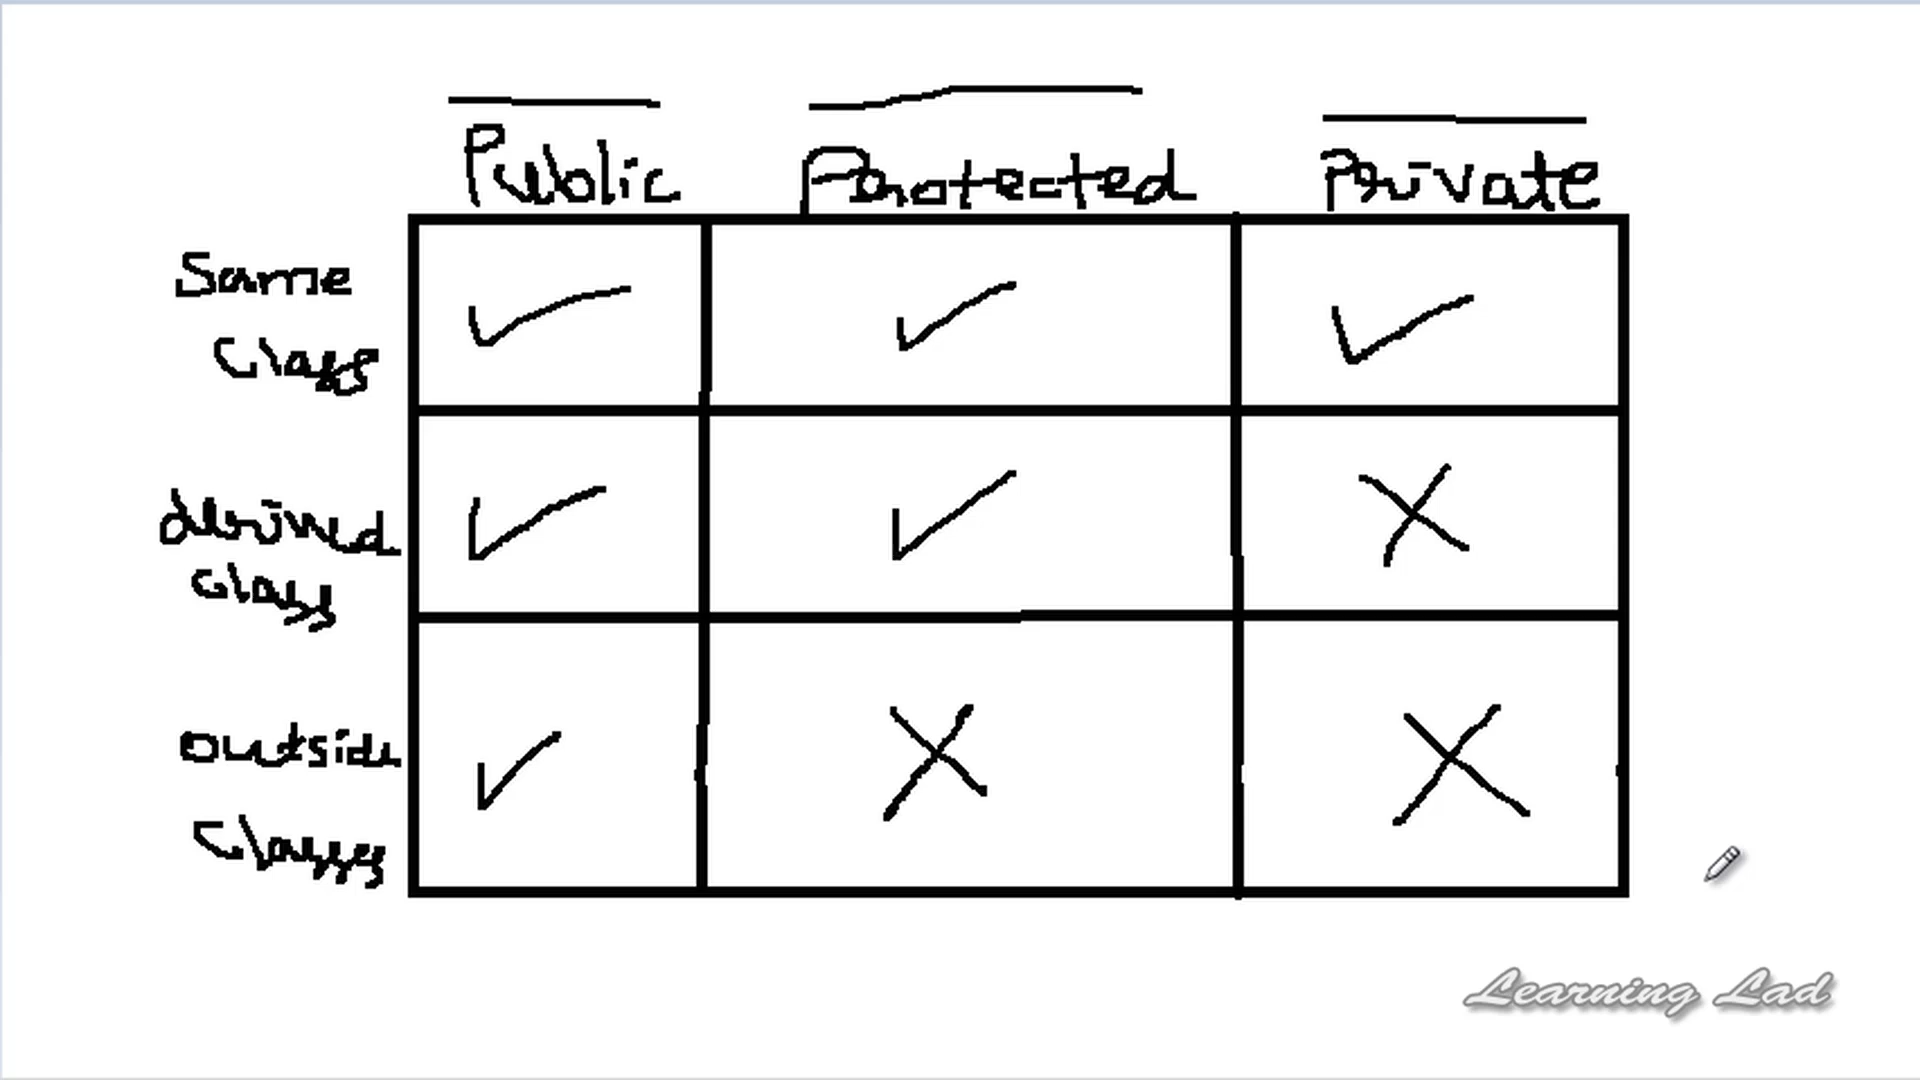 Public Protected Private
Same
Class
derived
class
outside
Classes
Learning Lad